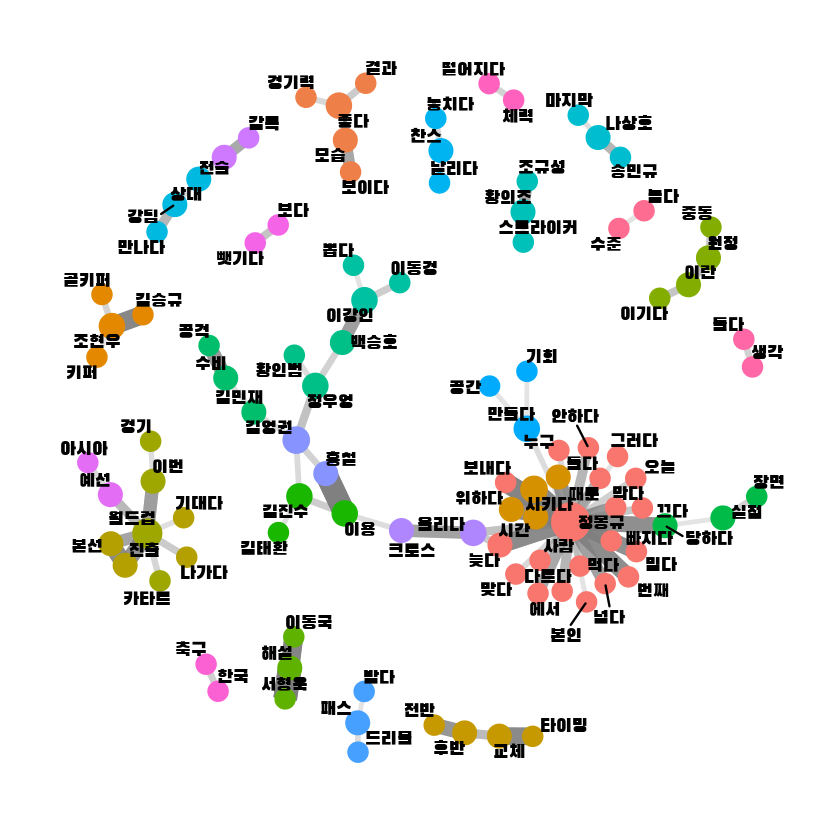 결과
경기력
떨어지다
놓치다
마지막
체력
좋다
나상호
감독
찬스
모습
송민규
전술
날리다
조규성
보이다
상대
황의조
늘다
보다
중동
강팀
스트라이커
원정
만나다
수준
뺏기다
뽑다
이란
이동경
골키퍼
김승규
이기다
이강인
들다
공격
조현우
백승호
생각
수비
기회
키퍼
황인범
공간
김민재
정우영
만들다
안하다
경기
김영권
누구
그러다
아시아
이번
홍철
보내다
돌다
오늘
예선
위하다
때문
막다
장면
기대다
시키다
월드컵
김진수
정동규
끄다
실점
본선
진출
이용
올리다
시간
빠지다
당하다
김태환
크로스
사람
늦다
먹다
밀다
나가다
다르다
맞다
번째
카타르
에서
넘다
본인
이동국
축구
해설
한국
서형욱
밟다
패스
전반
타이밍
드리블
후반
교체